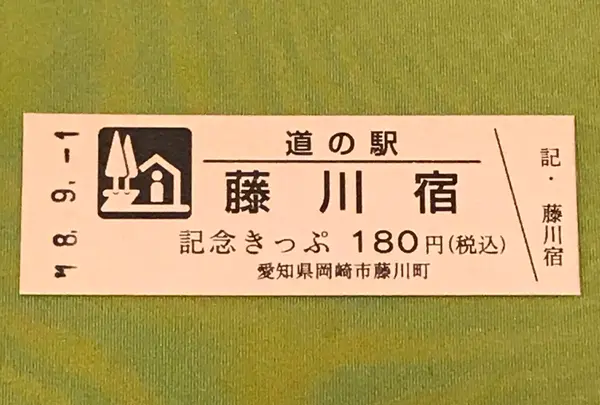 8.9.-1
道の駅
藤川宿
記念きっぷ 180円(税込)
愛知県岡崎市藤川町
記・藤川宿